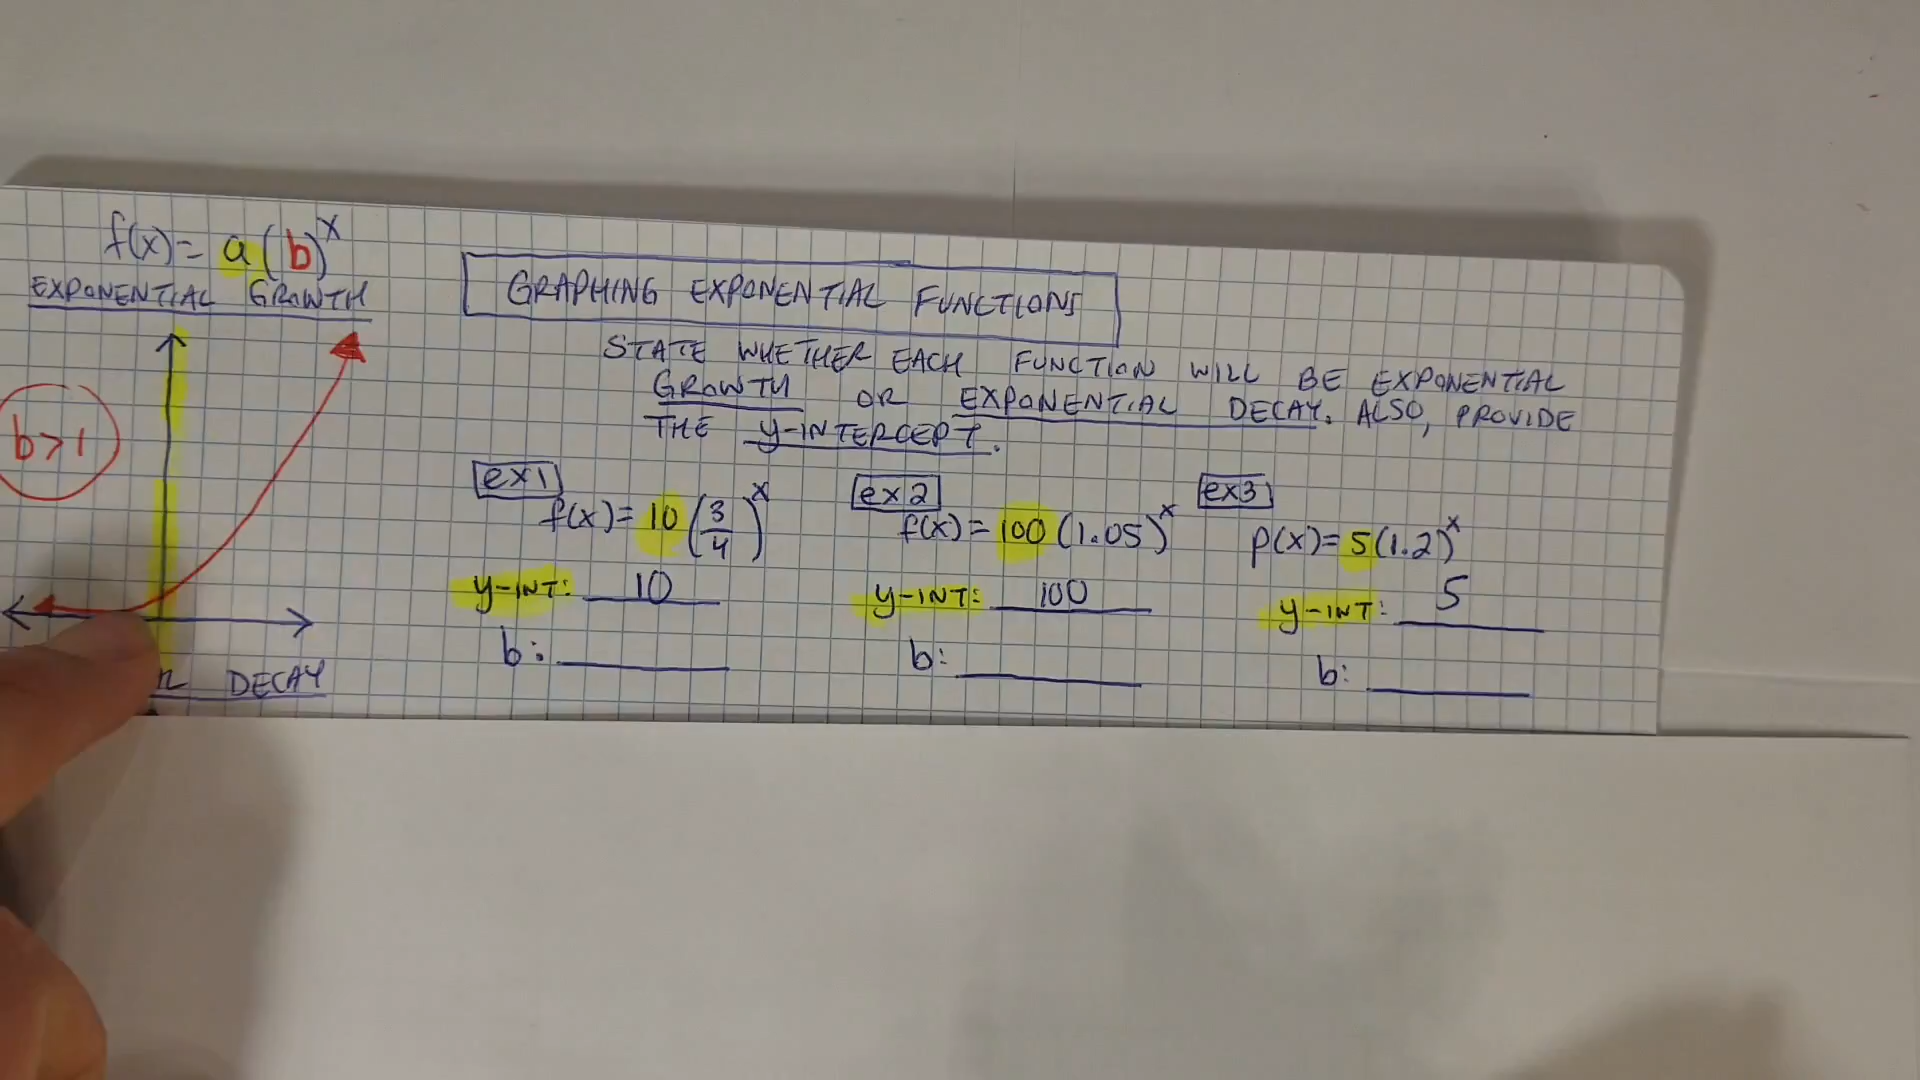 f(x)= a(b)^x
EXPONENTIAL GROWTH
b>1
DECAY
GRAPHING EXPONENTIAL FUNCTIONS
STATE WHETHER EACH FUNCTION WILL BE EXPONENTIAL
GROWTH OR EXPONENTIAL DECAY. ALSO, PROVIDE
THE y-INTERCEPT.
ex1
f(x)= 10(3/4)^x
y-INT: 10
b:
ex2
f(x)= 100(1.05)^x
y-INT: 100
b:
ex3
p(x)= 5(1.2)^x
y-INT: 5
b: